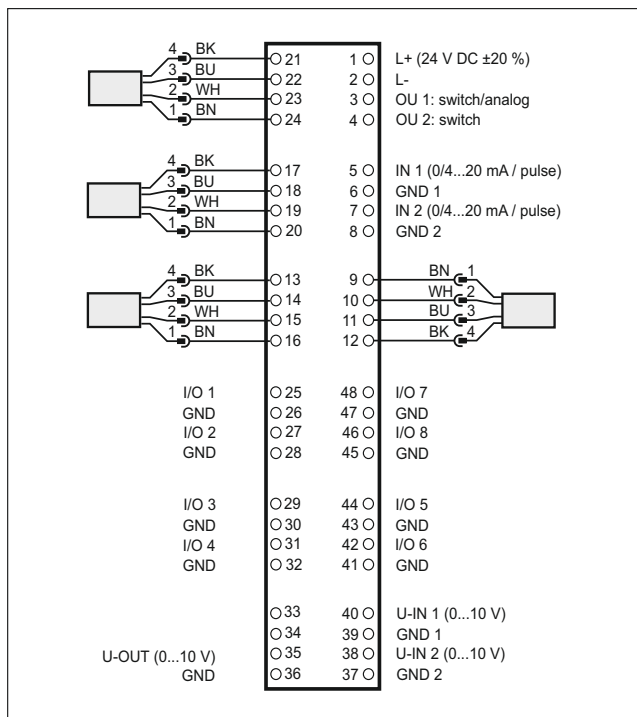 4 BK 21 1 L+ (24 V DC ±20 %)
3 BU 22 2 L-
2 WH 23 3 OU 1: switch/analog
1 BN 24 4 OU 2: switch
4 BK 17 5 IN 1 (0/4...20 mA / pulse)
3 BU 18 6 GND 1
2 WH 19 7 IN 2 (0/4...20 mA / pulse)
1 BN 20 8 GND 2
4 BK 13 9 BN 1
3 BU 14 10 WH 2
2 WH 15 11 BU 3
1 BN 16 12 BK 4
I/O 1 25 48 I/O 7
GND 26 47 GND
I/O 2 27 46 I/O 8
GND 28 45 GND
I/O 3 29 44 I/O 5
GND 30 43 GND
I/O 4 31 42 I/O 6
GND 32 41 GND
33 40 U-IN 1 (0...10 V)
34 39 GND 1
U-OUT (0...10 V) 35 38 U-IN 2 (0...10 V)
GND 36 37 GND 2